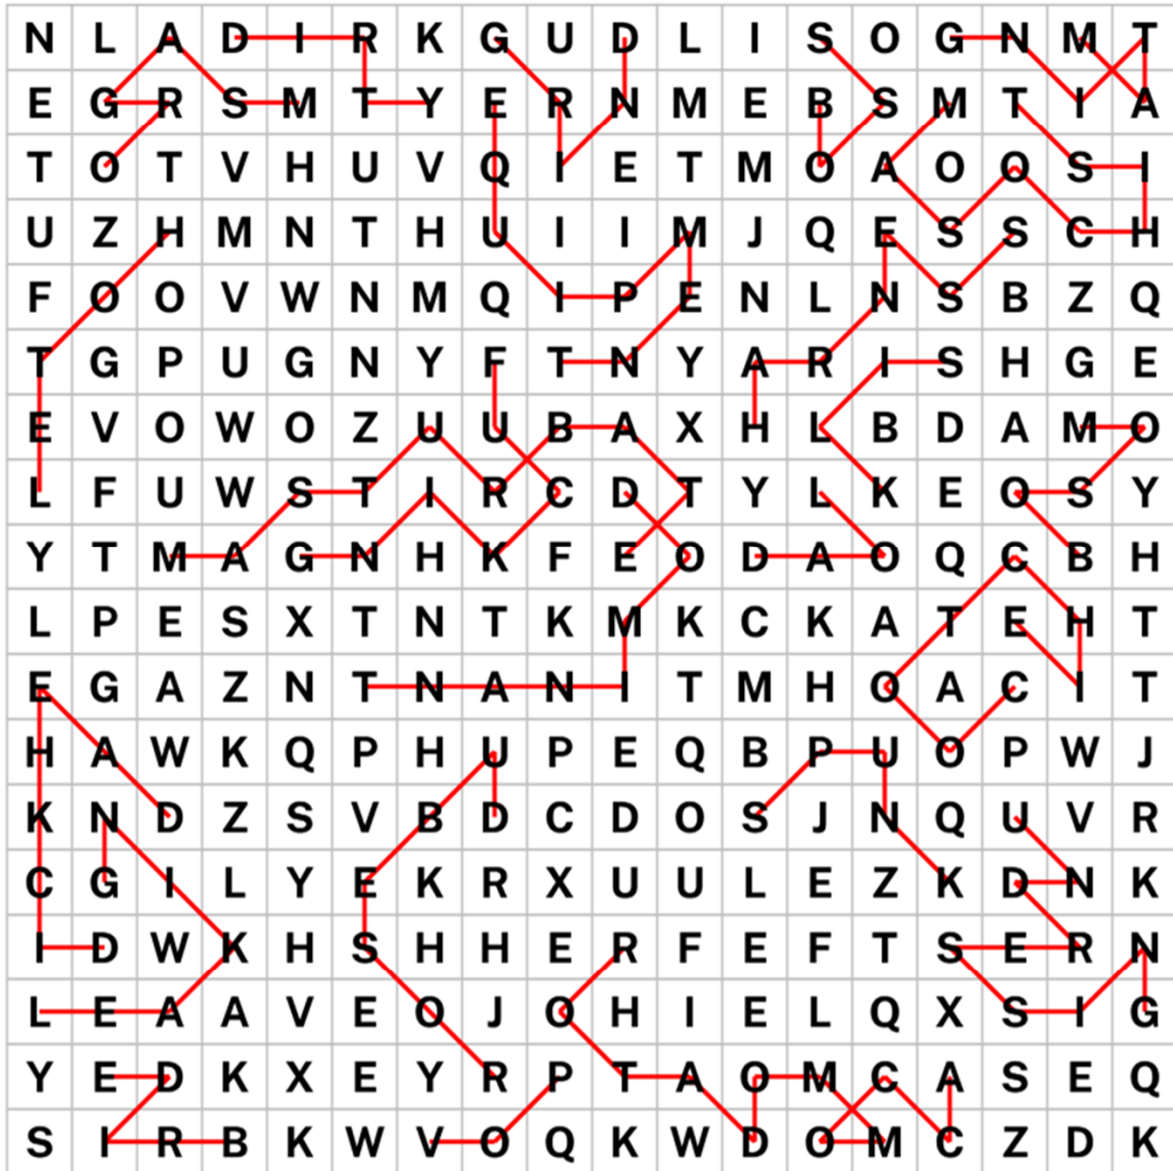 N L A D I R K G U D L I S O G N M T
E G R S M T Y E R N M E B S M T I A
T O T V H U V Q I E T M O A O O S I
U Z H M N T H U I I M J Q E S S C H
F O O V W N M Q I P E N L N S B Z Q
T G P U G N Y F T N Y A R I S H G E
E V O W O Z U U B A X H L B D A M O
L F U W S T I R C D T Y L K E O S Y
Y T M A G N H K F E O D A O Q C B H
L P E S X T N T K M K C K A T E H T
E G A Z N T N A N I T M H O A C I T
H A W K Q P H U P E Q B P U O P W J
K N D Z S V B D C D O S J N Q U V R
C G I L Y E K R X U U L E Z K D N K
I D W K H S H H E R F E F T S E R N
L E A A V E O J O H I E L Q X S I G
Y E D K X E Y R P T A O M C A S E Q
S I R B K W V O Q K W D O M C Z D K